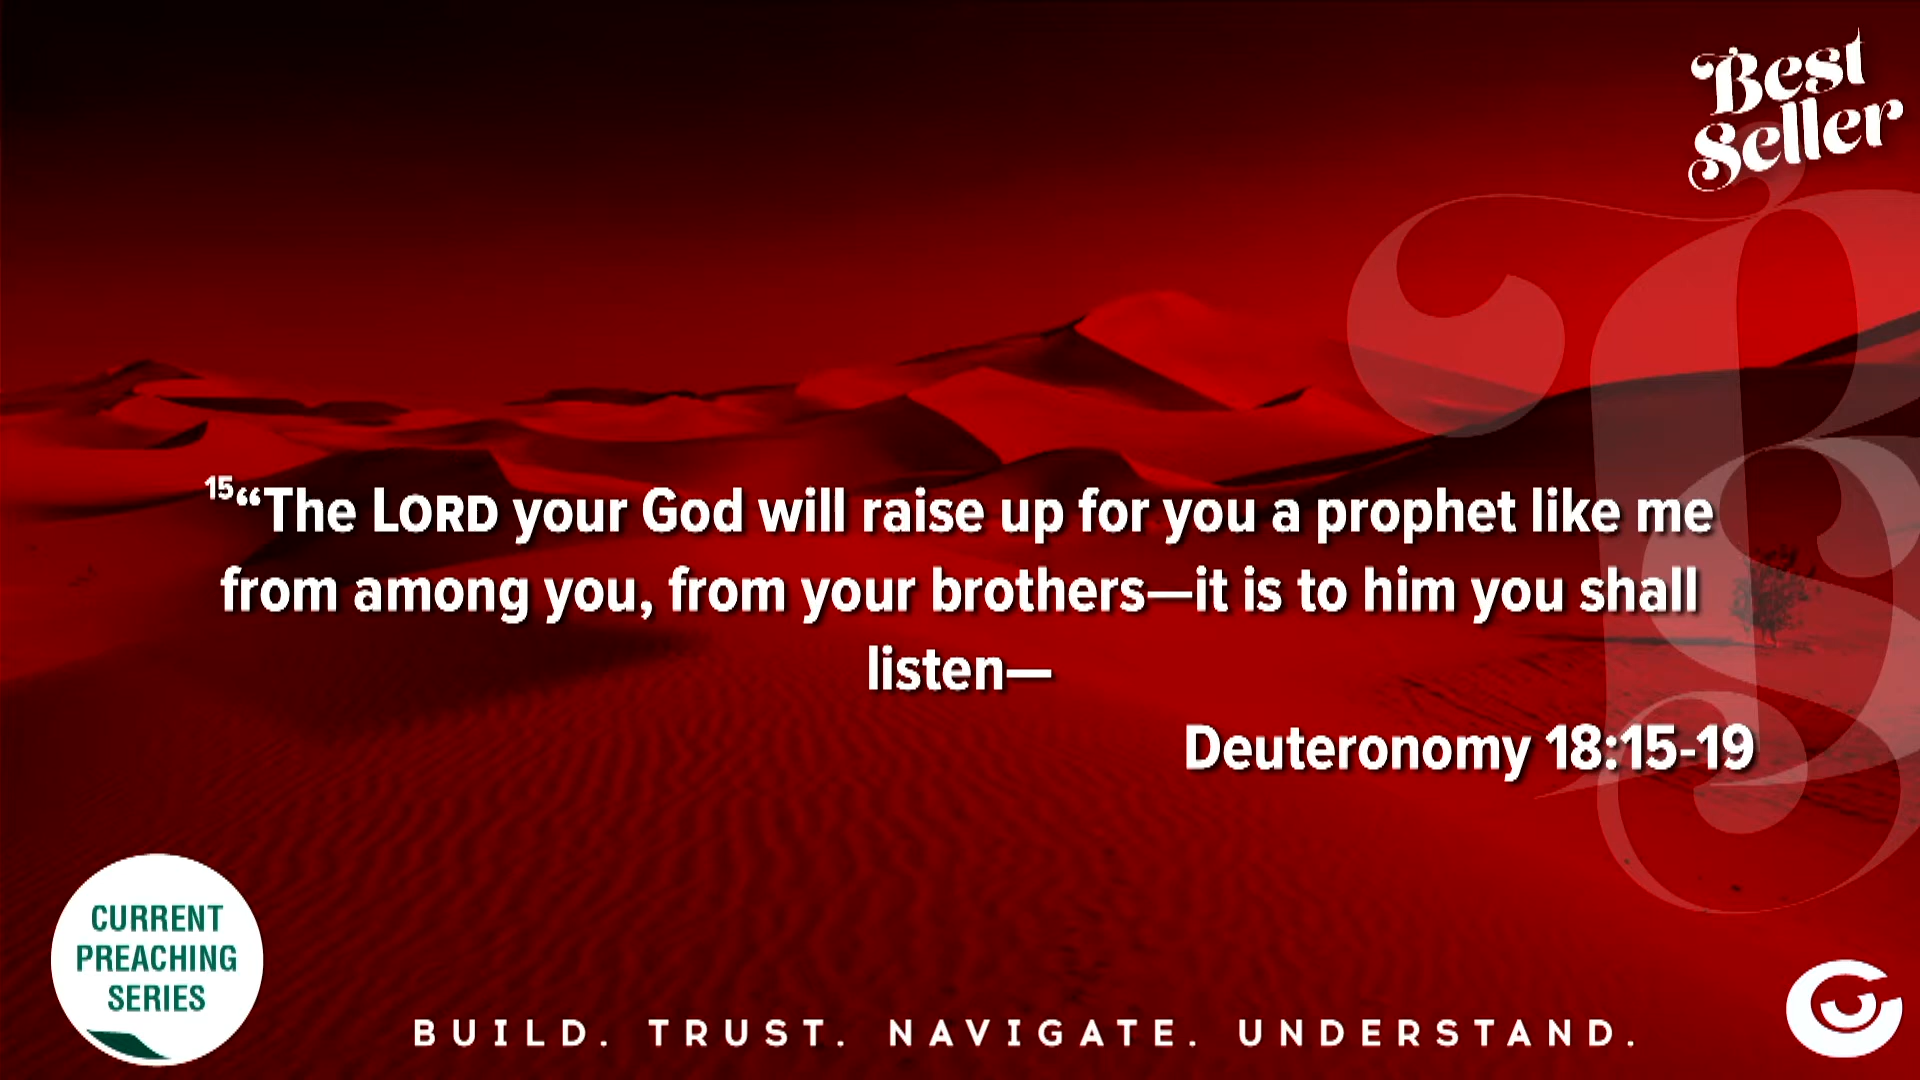 Best
Seller
15“The LORD your God will raise up for you a prophet like me
from among you, from your brothers—it is to him you shall
listen—
Deuteronomy 18:15-19
CURRENT
PREACHING
SERIES
BUILD. TRUST. NAVIGATE. UNDERSTAND.